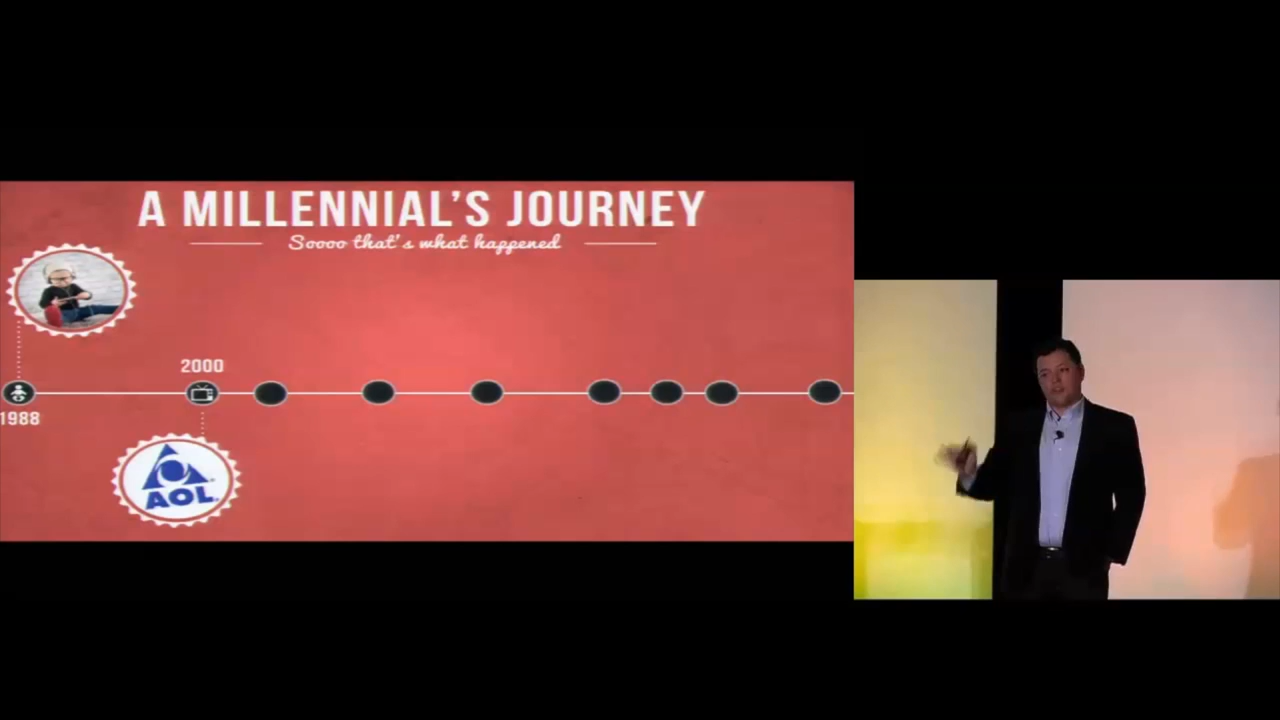 A MILLENNIAL'S JOURNEY
Soooo that's what happened
2000
1988
AOL